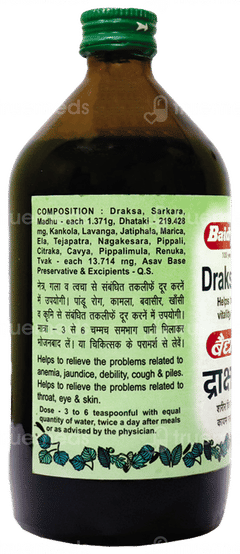 COMPOSITION : Draksa, Sarkara,
Madhu - each 1.371g, Dhataki - 219.428
mg, Kankola, Lavanga, Jatiphala, Marica,
Ela, Tejapatra, Nagakesara, Pippali,
Citraka, Cavya, Pippalimula, Renuka,
Tvak - each 13.714 mg, Asav Base
Preservative & Excipients - Q.S.
नेत्र, गला व त्वचा से संबंधित तकलीफें दूर करने
में उपयोगी। पांडू रोग, कामला, बवासीर, खाँसी
व कृमि से संबंधित तकलीफें दूर करने में उपयोगी।
मात्रा - 3 से 6 चम्मच समभाग पानी मिलाकर
भोजनबाद लें। या चिकित्सक के परामर्श से लेवें।
Helps to relieve the problems related to
anemia, jaundice, debility, cough & piles.
Helps to relieve the problems related to
throat, eye & skin.
Dose - 3 to 6 teaspoonful with equal
quantity of water, twice a day after meals
or as advised by the physician.
Baid
Draks
Helps
vitality
बैद्य
द्राक्ष